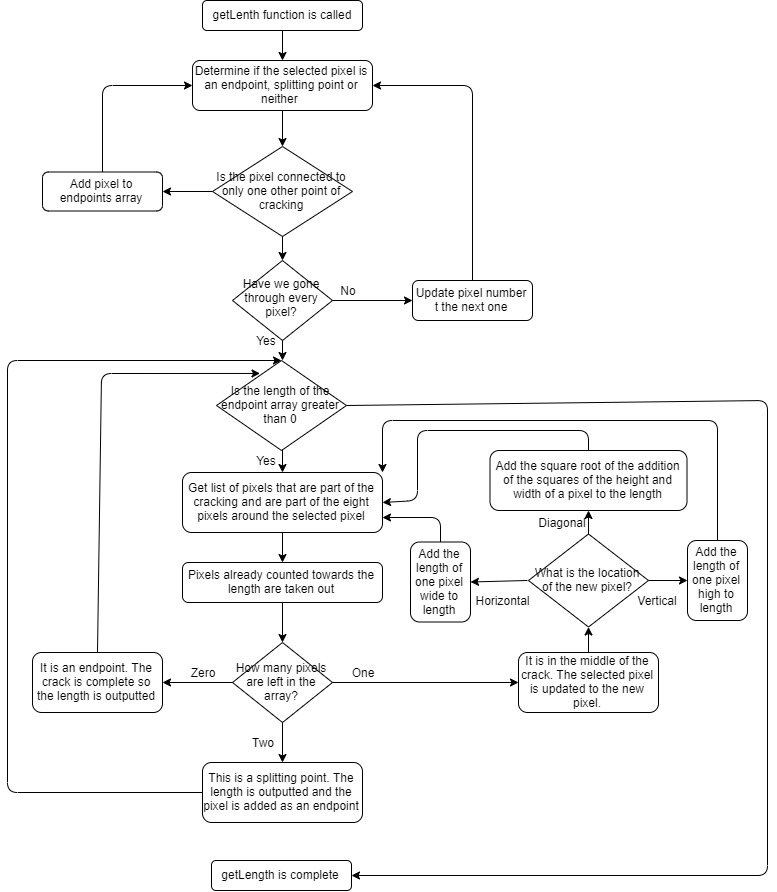 getLenth function is called
Determine if the selected pixel is
an endpoint, splitting point or
neither
Is the pixel connected to
only one other point of
cracking
Add pixel to
endpoints array
Have we gone
through every
pixel?
No
Update pixel number
t the next one
Yes
Is the length of the
endpoint array greater
than 0
Yes
Get list of pixels that are part of the
cracking and are part of the eight
pixels around the selected pixel
Add the square root of the addition
of the squares of the height and
width of a pixel to the length
Diagonal
Pixels already counted towards the
length are taken out
Add the
length of
one pixel
wide to
length
Horizontal
What is the location
of the new pixel?
Vertical
Add the
length of
one pixel
high to
length
It is an endpoint. The
crack is complete so
the length is outputted
Zero
How many pixels
are left in the
array?
One
It is in the middle of the
crack. The selected pixel
is updated to the new
pixel.
Two
This is a splitting point. The
length is outputted and the
pixel is added as an endpoint
getLength is complete